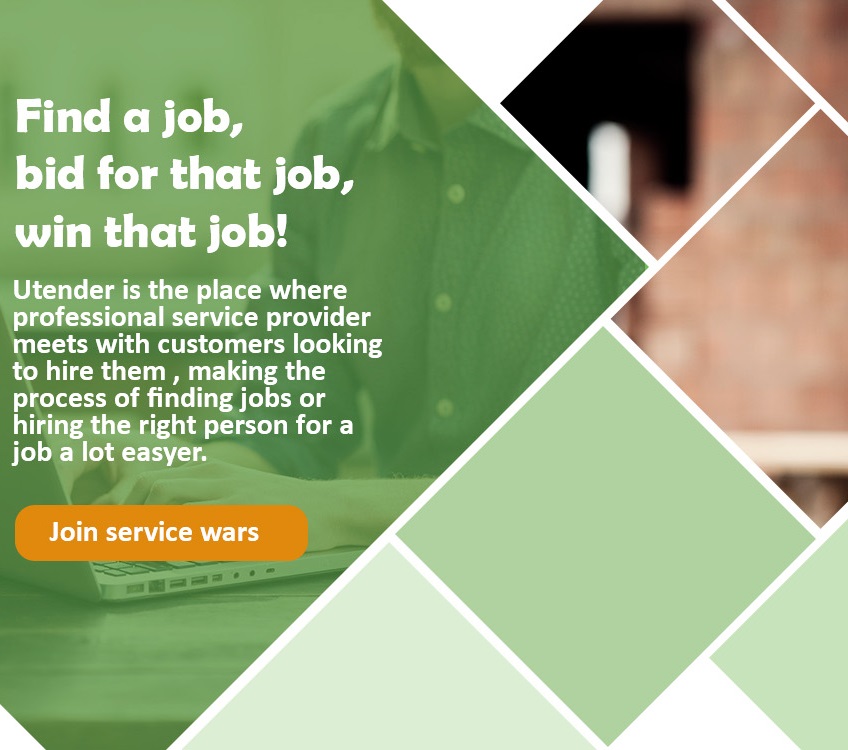 Find a job,
bid for that job,
win that job!
Utender is the place where
professional service provider
meets with customers looking
to hire them , making the
process of finding jobs or
hiring the right person for a
job a lot easyer.
Join service wars